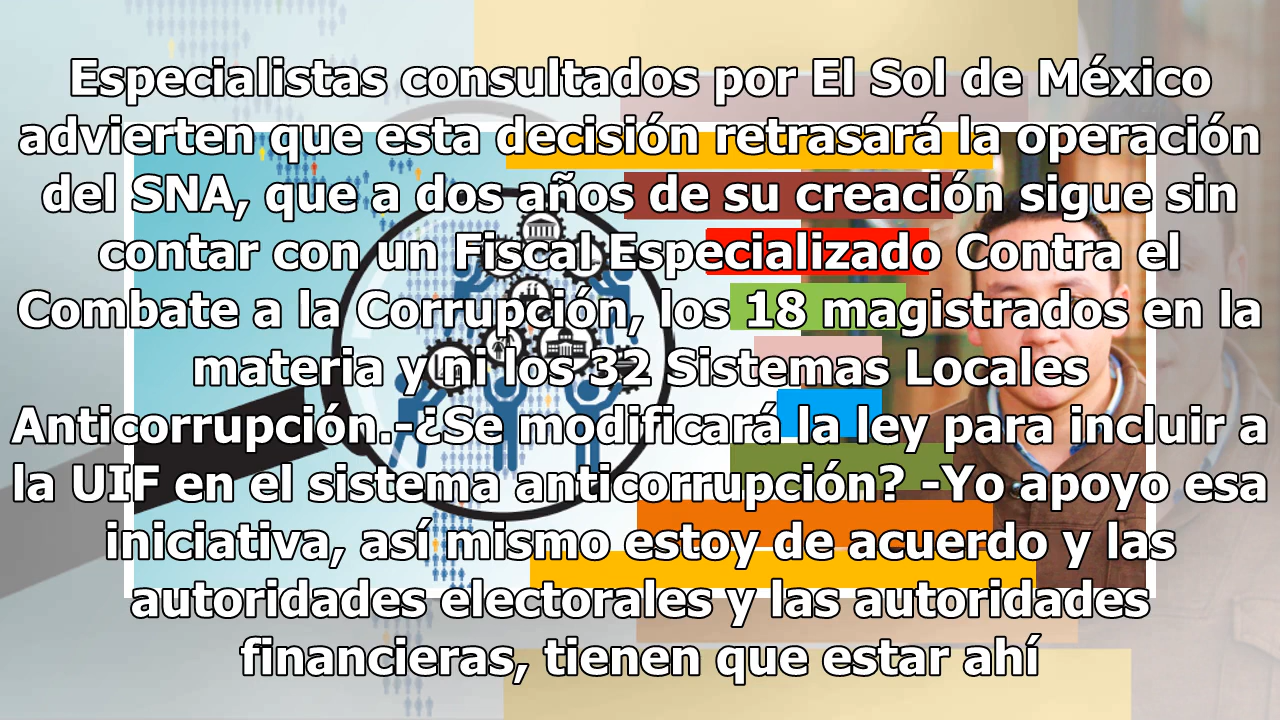 Especialistas consultados por El Sol de México
advierten que esta decisión retrasará la operación
del SNA, que a dos años de su creación sigue sin
contar con un Fiscal Especializado Contra el
Combate a la Corrupción, los 18 magistrados en la
materia y ni los 32 Sistemas Locales
Anticorrupción.-¿Se modificará la ley para incluir a
la UIF en el sistema anticorrupción? -Yo apoyo esa
iniciativa, así mismo estoy de acuerdo y las
autoridades electorales y las autoridades
financieras, tienen que estar ahí